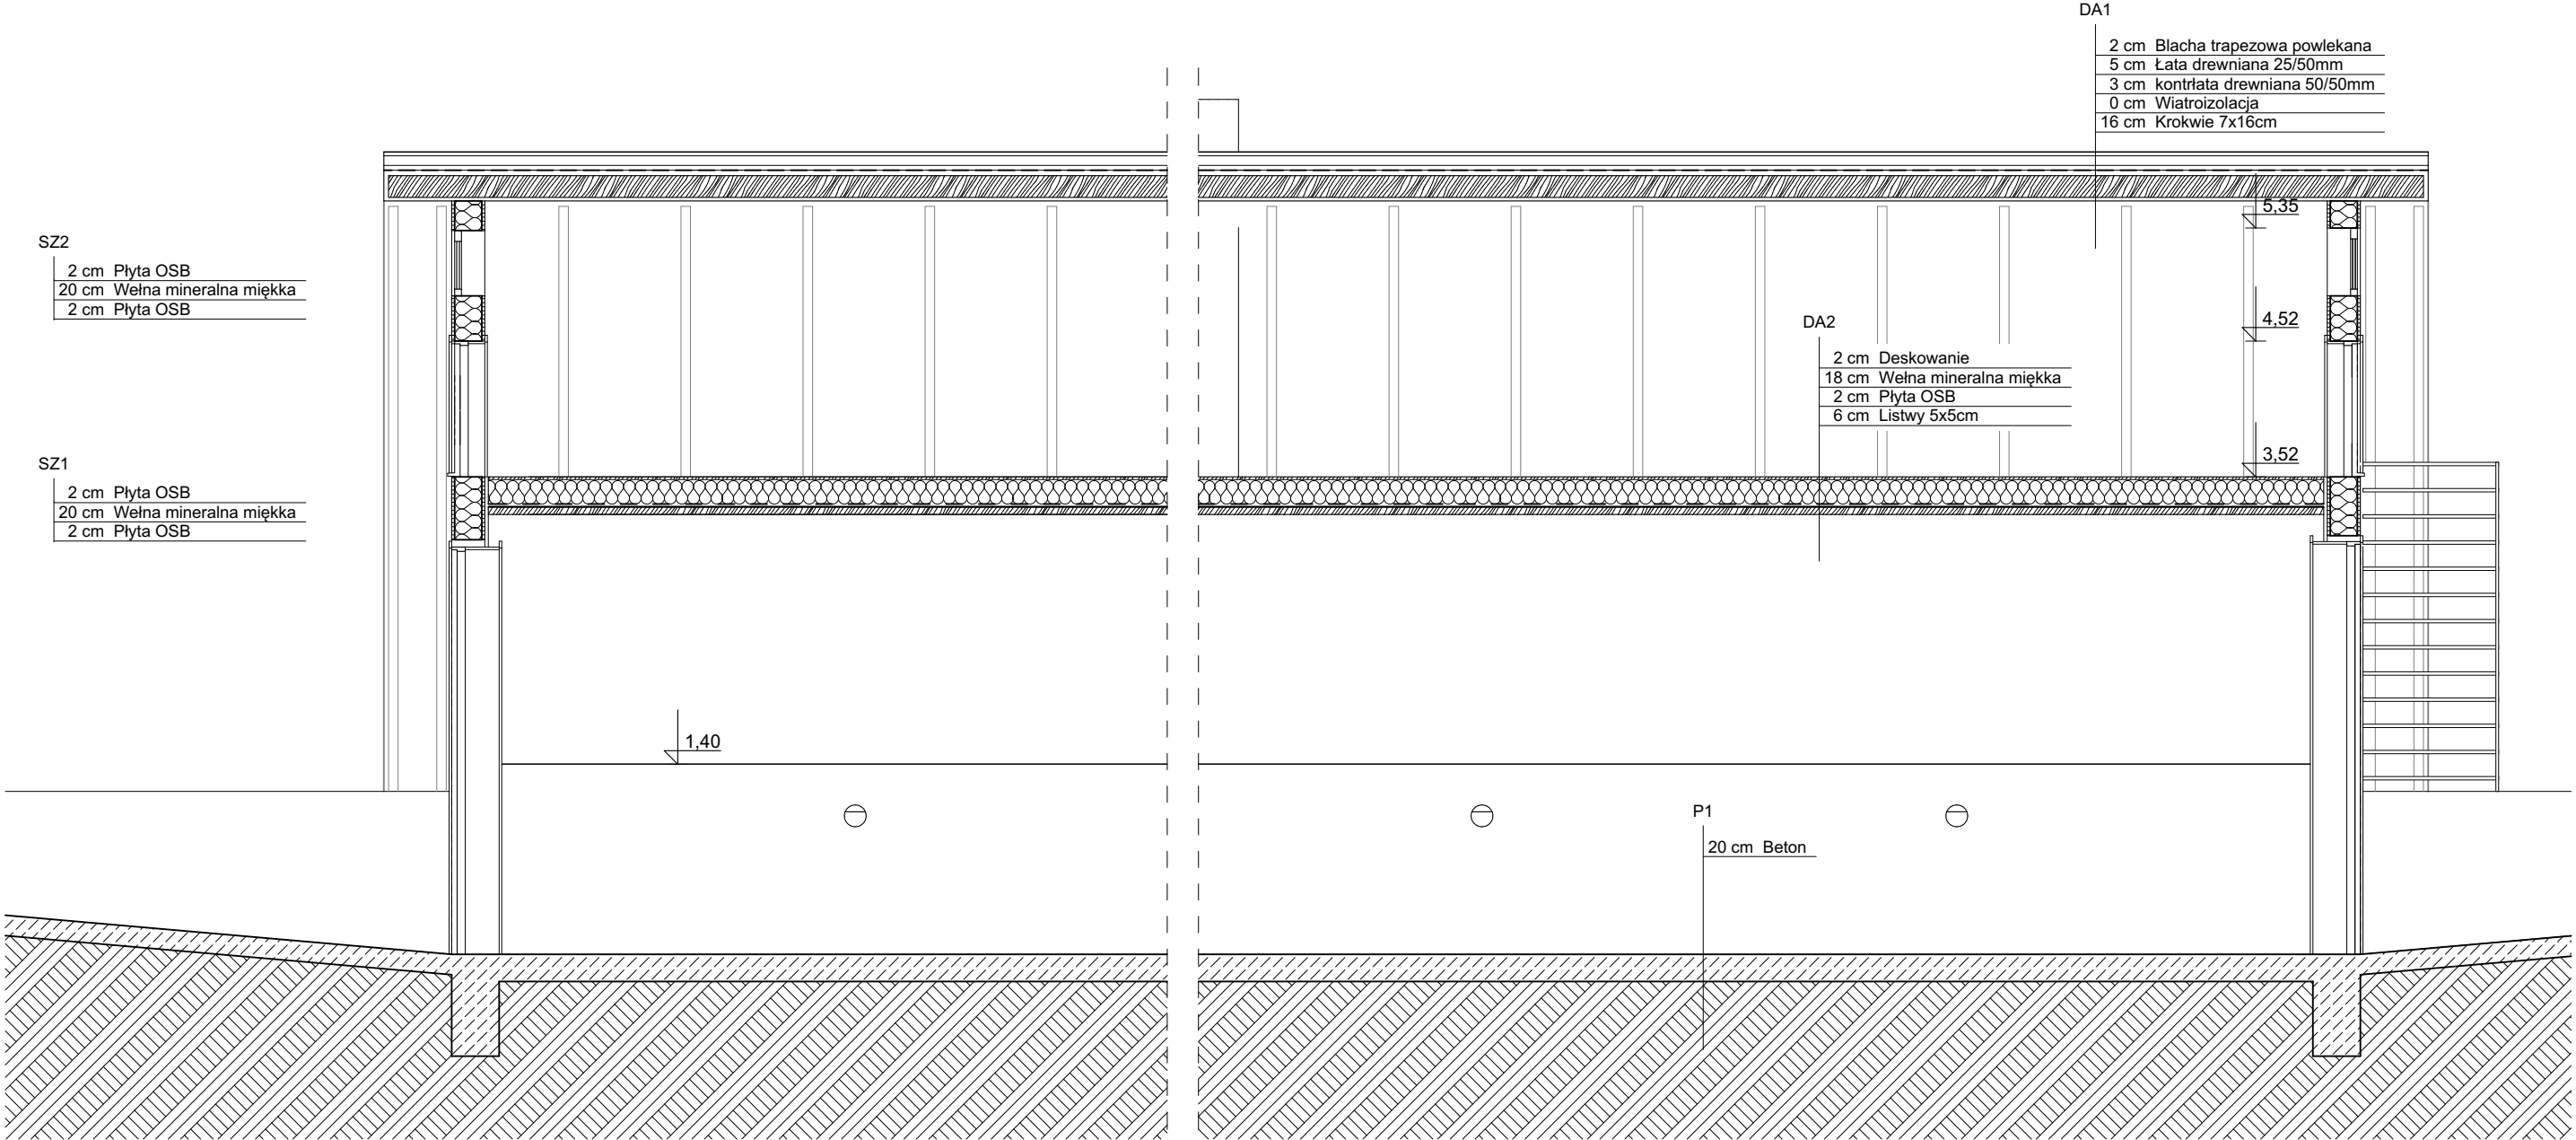 DA1
2 cm Blacha trapezowa powlekana
5 cm Łata drewniana 25/50mm
3 cm kontrłata drewniana 50/50mm
0 cm Wiatroizolacja
16 cm Krokwie 7x16cm
5,35
SZ2
2 cm Płyta OSB
20 cm Wełna mineralna miękka
2 cm Płyta OSB
4,52
DA2
2 cm Deskowanie
18 cm Wełna mineralna miękka
2 cm Płyta OSB
6 cm Listwy 5x5cm
3,52
SZ1
2 cm Płyta OSB
20 cm Wełna mineralna miękka
2 cm Płyta OSB
1,40
P1
20 cm Beton